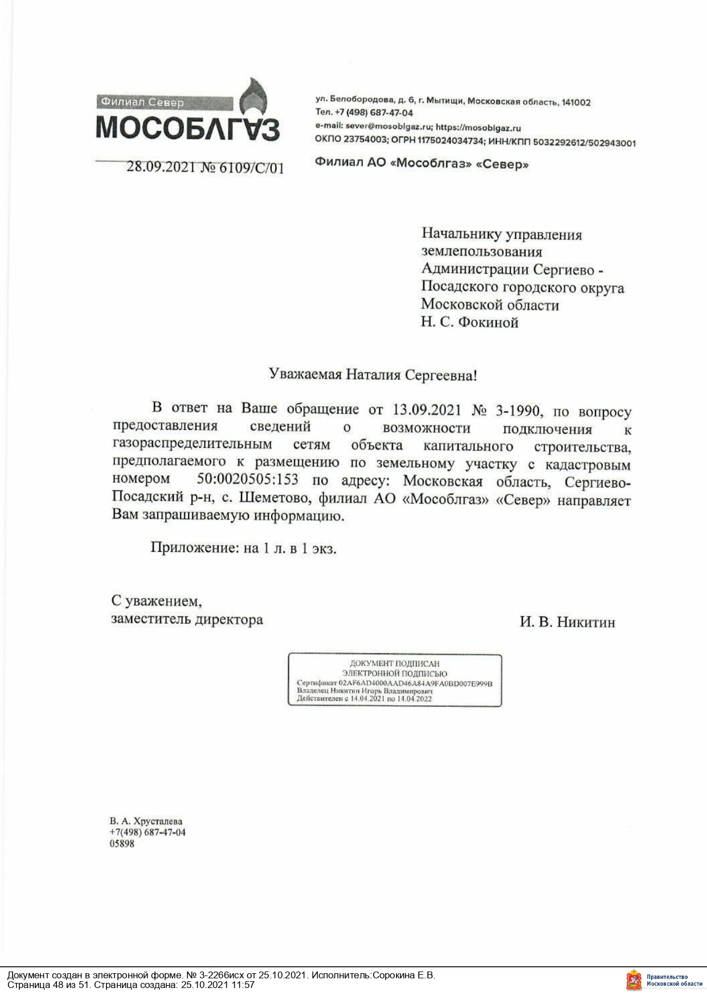 Филиал Север
МОСОБЛГАЗ
28.09.2021 № 6109/С/01
ул. Белобородова, д. 6, г. Мытищи, Московская область, 141002
Тел. +7 (498) 687-47-04
e-mail: sever@mosoblgaz.ru; https://mosoblgaz.ru
ОКПО 23754003; ОГРН 1175024034734; ИНН/КПП 5032292612/502943001
Филиал АО «Мособлгаз» «Север»
Начальнику управления
землепользования
Администрации Сергиево -
Посадского городского округа
Московской области
Н. С. Фокиной
Уважаемая Наталия Сергеевна!
В ответ на Ваше обращение от 13.09.2021 № 3-1990, по вопросу
предоставления сведений о возможности подключения к
газораспределительным сетям объекта капитального строительства,
предполагаемого к размещению по земельному участку с кадастровым
номером 50:0020505:153 по адресу: Московская область, Сергиево-
Посадский р-н, с. Шеметово, филиал АО «Мособлгаз» «Север» направляет
Вам запрашиваемую информацию.
Приложение: на 1 л. в 1 экз.
С уважением,
заместитель директора
И. В. Никитин
ДОКУМЕНТ ПОДПИСАН
ЭЛЕКТРОННОЙ ПОДПИСЬЮ
Сертификат 02AF6AD4000AAD46A84A9FA0BD007E999B
Владелец Никитин Игорь Владимирович
Действителен с 14.04.2021 по 14.04.2022
В. А. Хрусталева
+7(498) 687-47-04
05898
Документ создан в электронной форме. № 3-2266исх от 25.10.2021. Исполнитель:Сорокина Е.В.
Страница 48 из 51. Страница создана: 25.10.2021 11:57
Правительство
Московской области